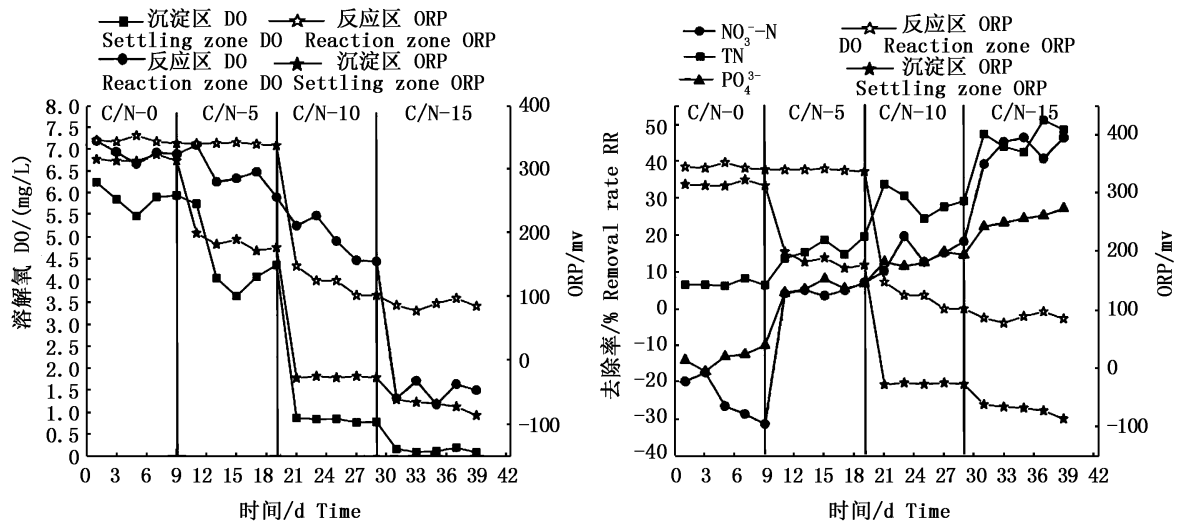 沉淀区 DO 反应区 ORP
Settling zone DO Reaction zone ORP
反应区 DO 沉淀区 ORP
Reaction zone DO Settling zone ORP
C/N-0 C/N-5 C/N-10 C/N-15
8.0
7.5
7.0
6.5
6.0
5.5
5.0
4.5
4.0
3.5
3.0
2.5
2.0
1.5
1.0
0.5
0
溶解氧 DO/(mg/L)
400
300
200
100
0
-100
ORP/mv
0 3 6 9 12 15 18 21 24 27 30 33 36 39 42
时间/d Time
NO₃⁻-N
TN
PO₄³⁻
反应区 ORP
DO Reaction zone ORP
沉淀区 ORP
Settling zone ORP
C/N-0 C/N-5 C/N-10 C/N-15
50
40
30
20
10
0
-10
-20
-30
-40
去除率/% Removal rate RR
400
300
200
100
0
-100
ORP/mv
0 3 6 9 12 15 18 21 24 27 30 33 36 39 42
时间/d Time